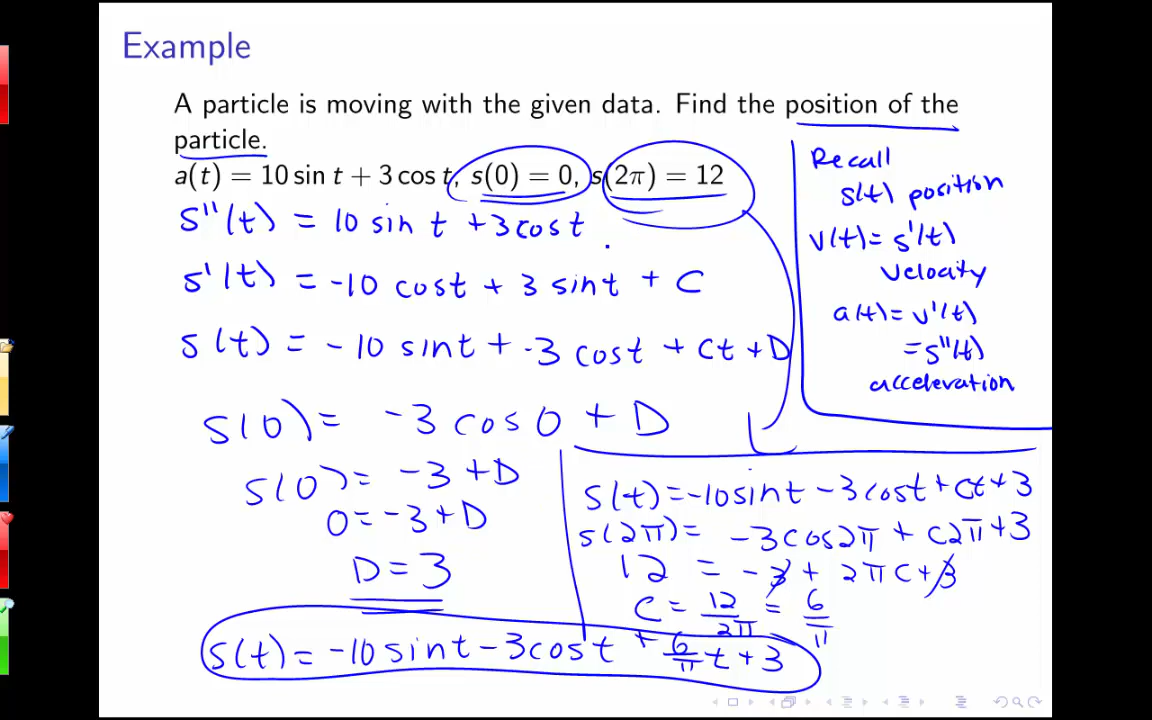 Example
A particle is moving with the given data. Find the position of the
particle.
a(t) = 10 sin t + 3 cos t, s(0) = 0, s(2π) = 12
s''(t) = 10 sin t + 3 cos t
s'(t) = -10 cos t + 3 sin t + C
s(t) = -10 sin t + -3 cos t + Ct + D
s(0) = -3 cos 0 + D
s(0) = -3 + D
0 = -3 + D
D = 3
Recall
s(t) position
v(t) = s'(t)
velocity
a(t) = v'(t)
= s''(t)
acceleration
s(t) = -10 sin t - 3 cos t + Ct + 3
s(2π) = -3 cos 2π + C2π + 3
12 = -3 + 2πC + 3
C = 12/2π = 6/π
s(t) = -10 sin t - 3 cos t + 6/π t + 3